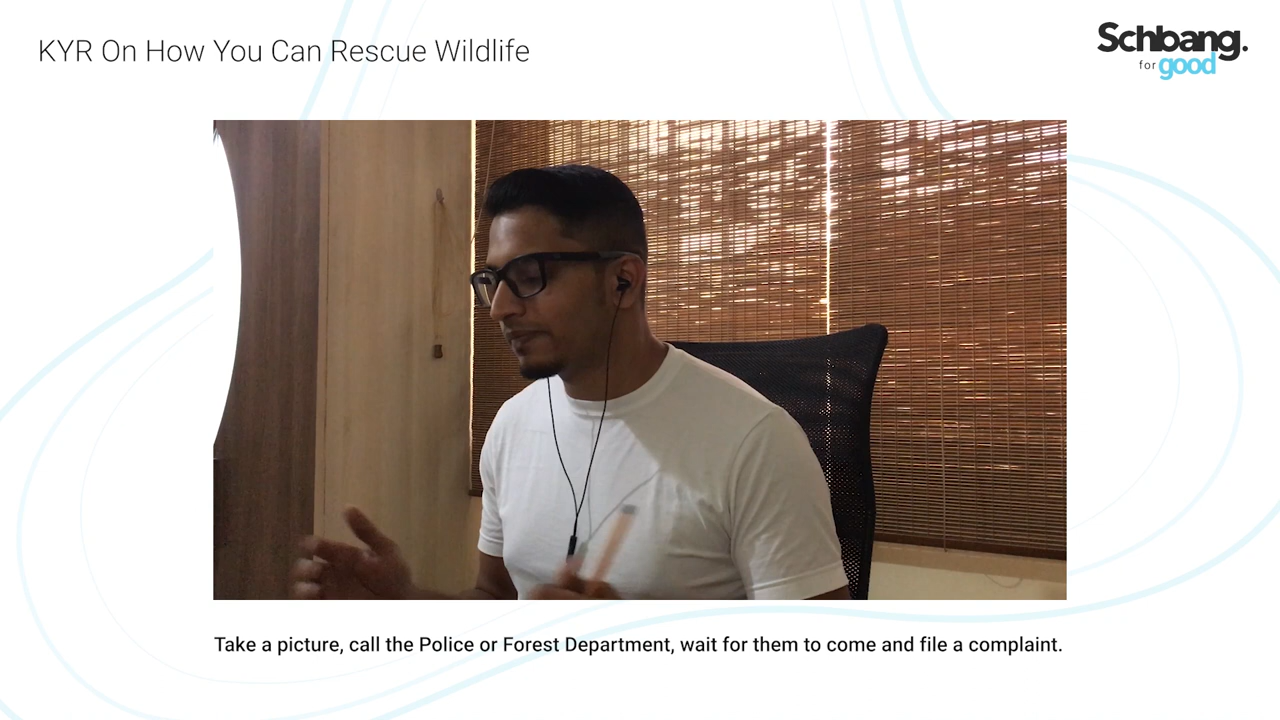 KYR On How You Can Rescue Wildlife
Schbang.
for good
Take a picture, call the Police or Forest Department, wait for them to come and file a complaint.